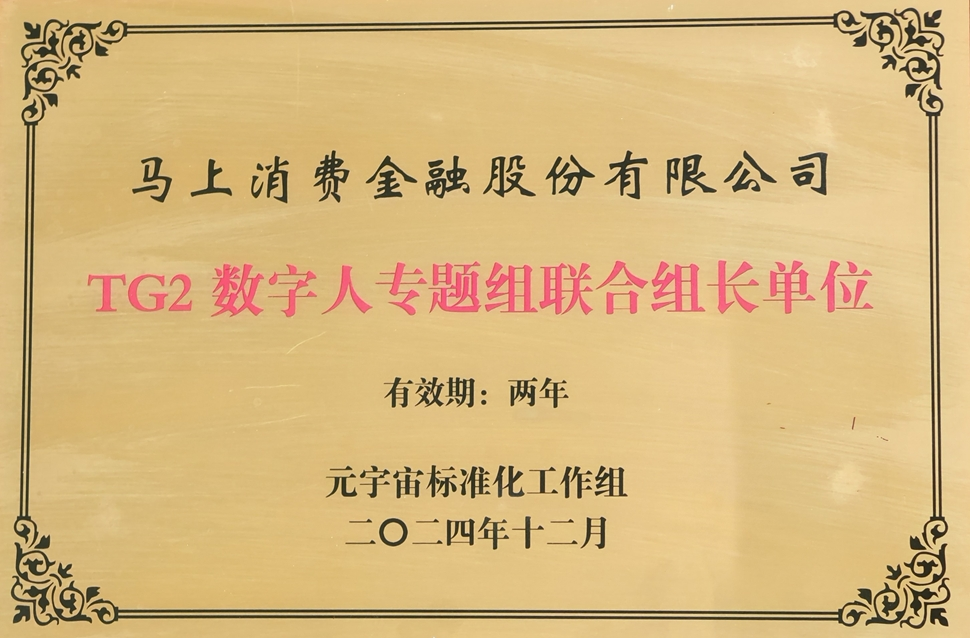 马上消费金融股份有限公司
TG2 数字人专题组联合组长单位
有效期：两年
元宇宙标准化工作组
二〇二四年十二月